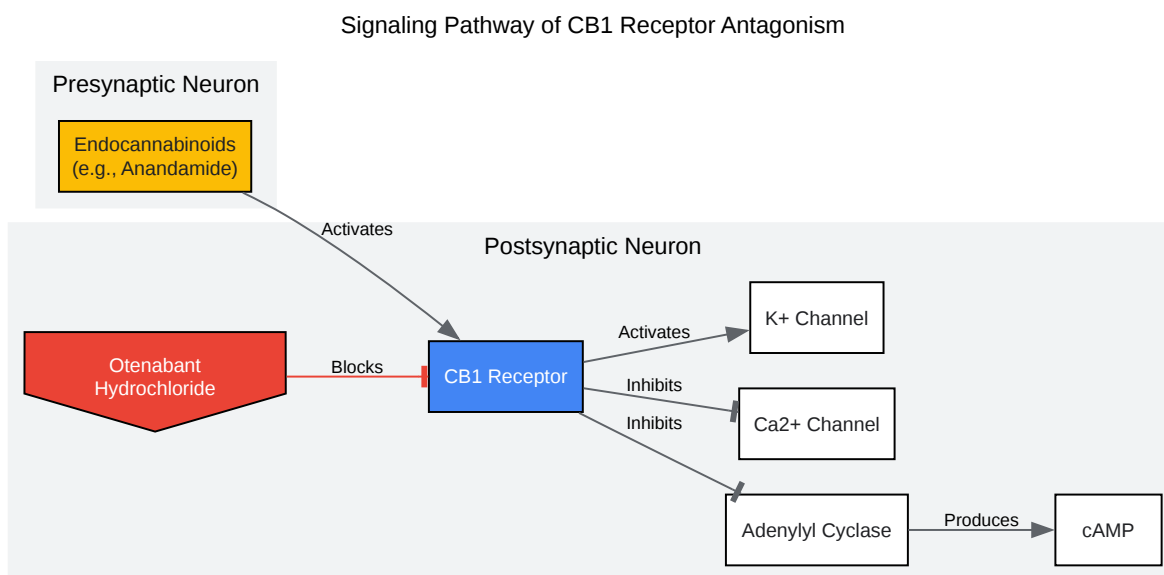 Signaling Pathway of CB1 Receptor Antagonism
Presynaptic Neuron
Endocannabinoids
(e.g., Anandamide)
Activates
Postsynaptic Neuron
Otenabant
Hydrochloride
Blocks
CB1 Receptor
Activates
K+ Channel
Inhibits
Ca2+ Channel
Inhibits
Adenylyl Cyclase
Produces
cAMP